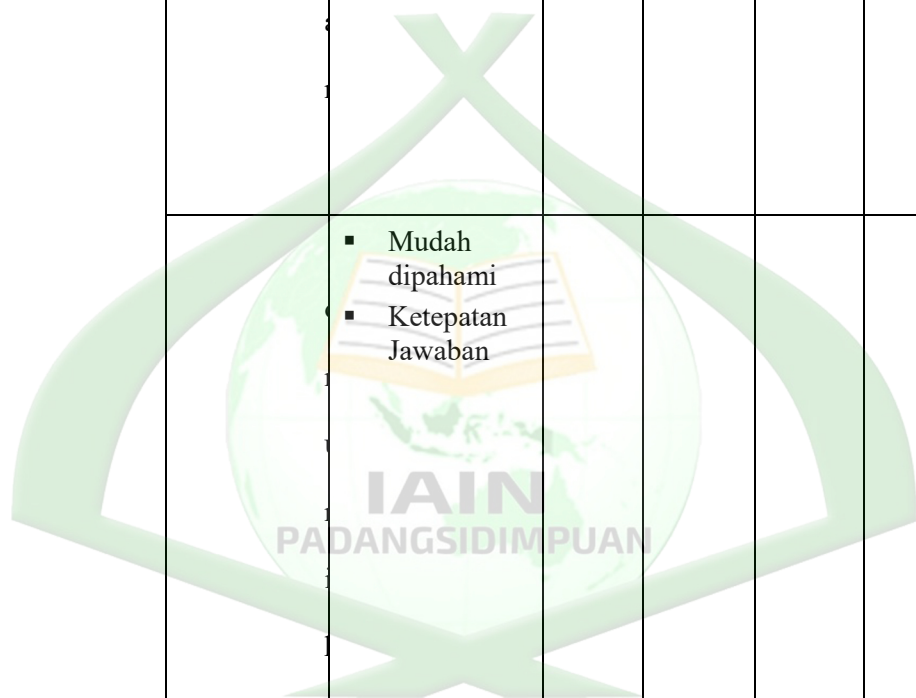 ▪ Mudah
dipahami
▪ Ketepatan
Jawaban
IAIN
PADANGSIDIMPUAN